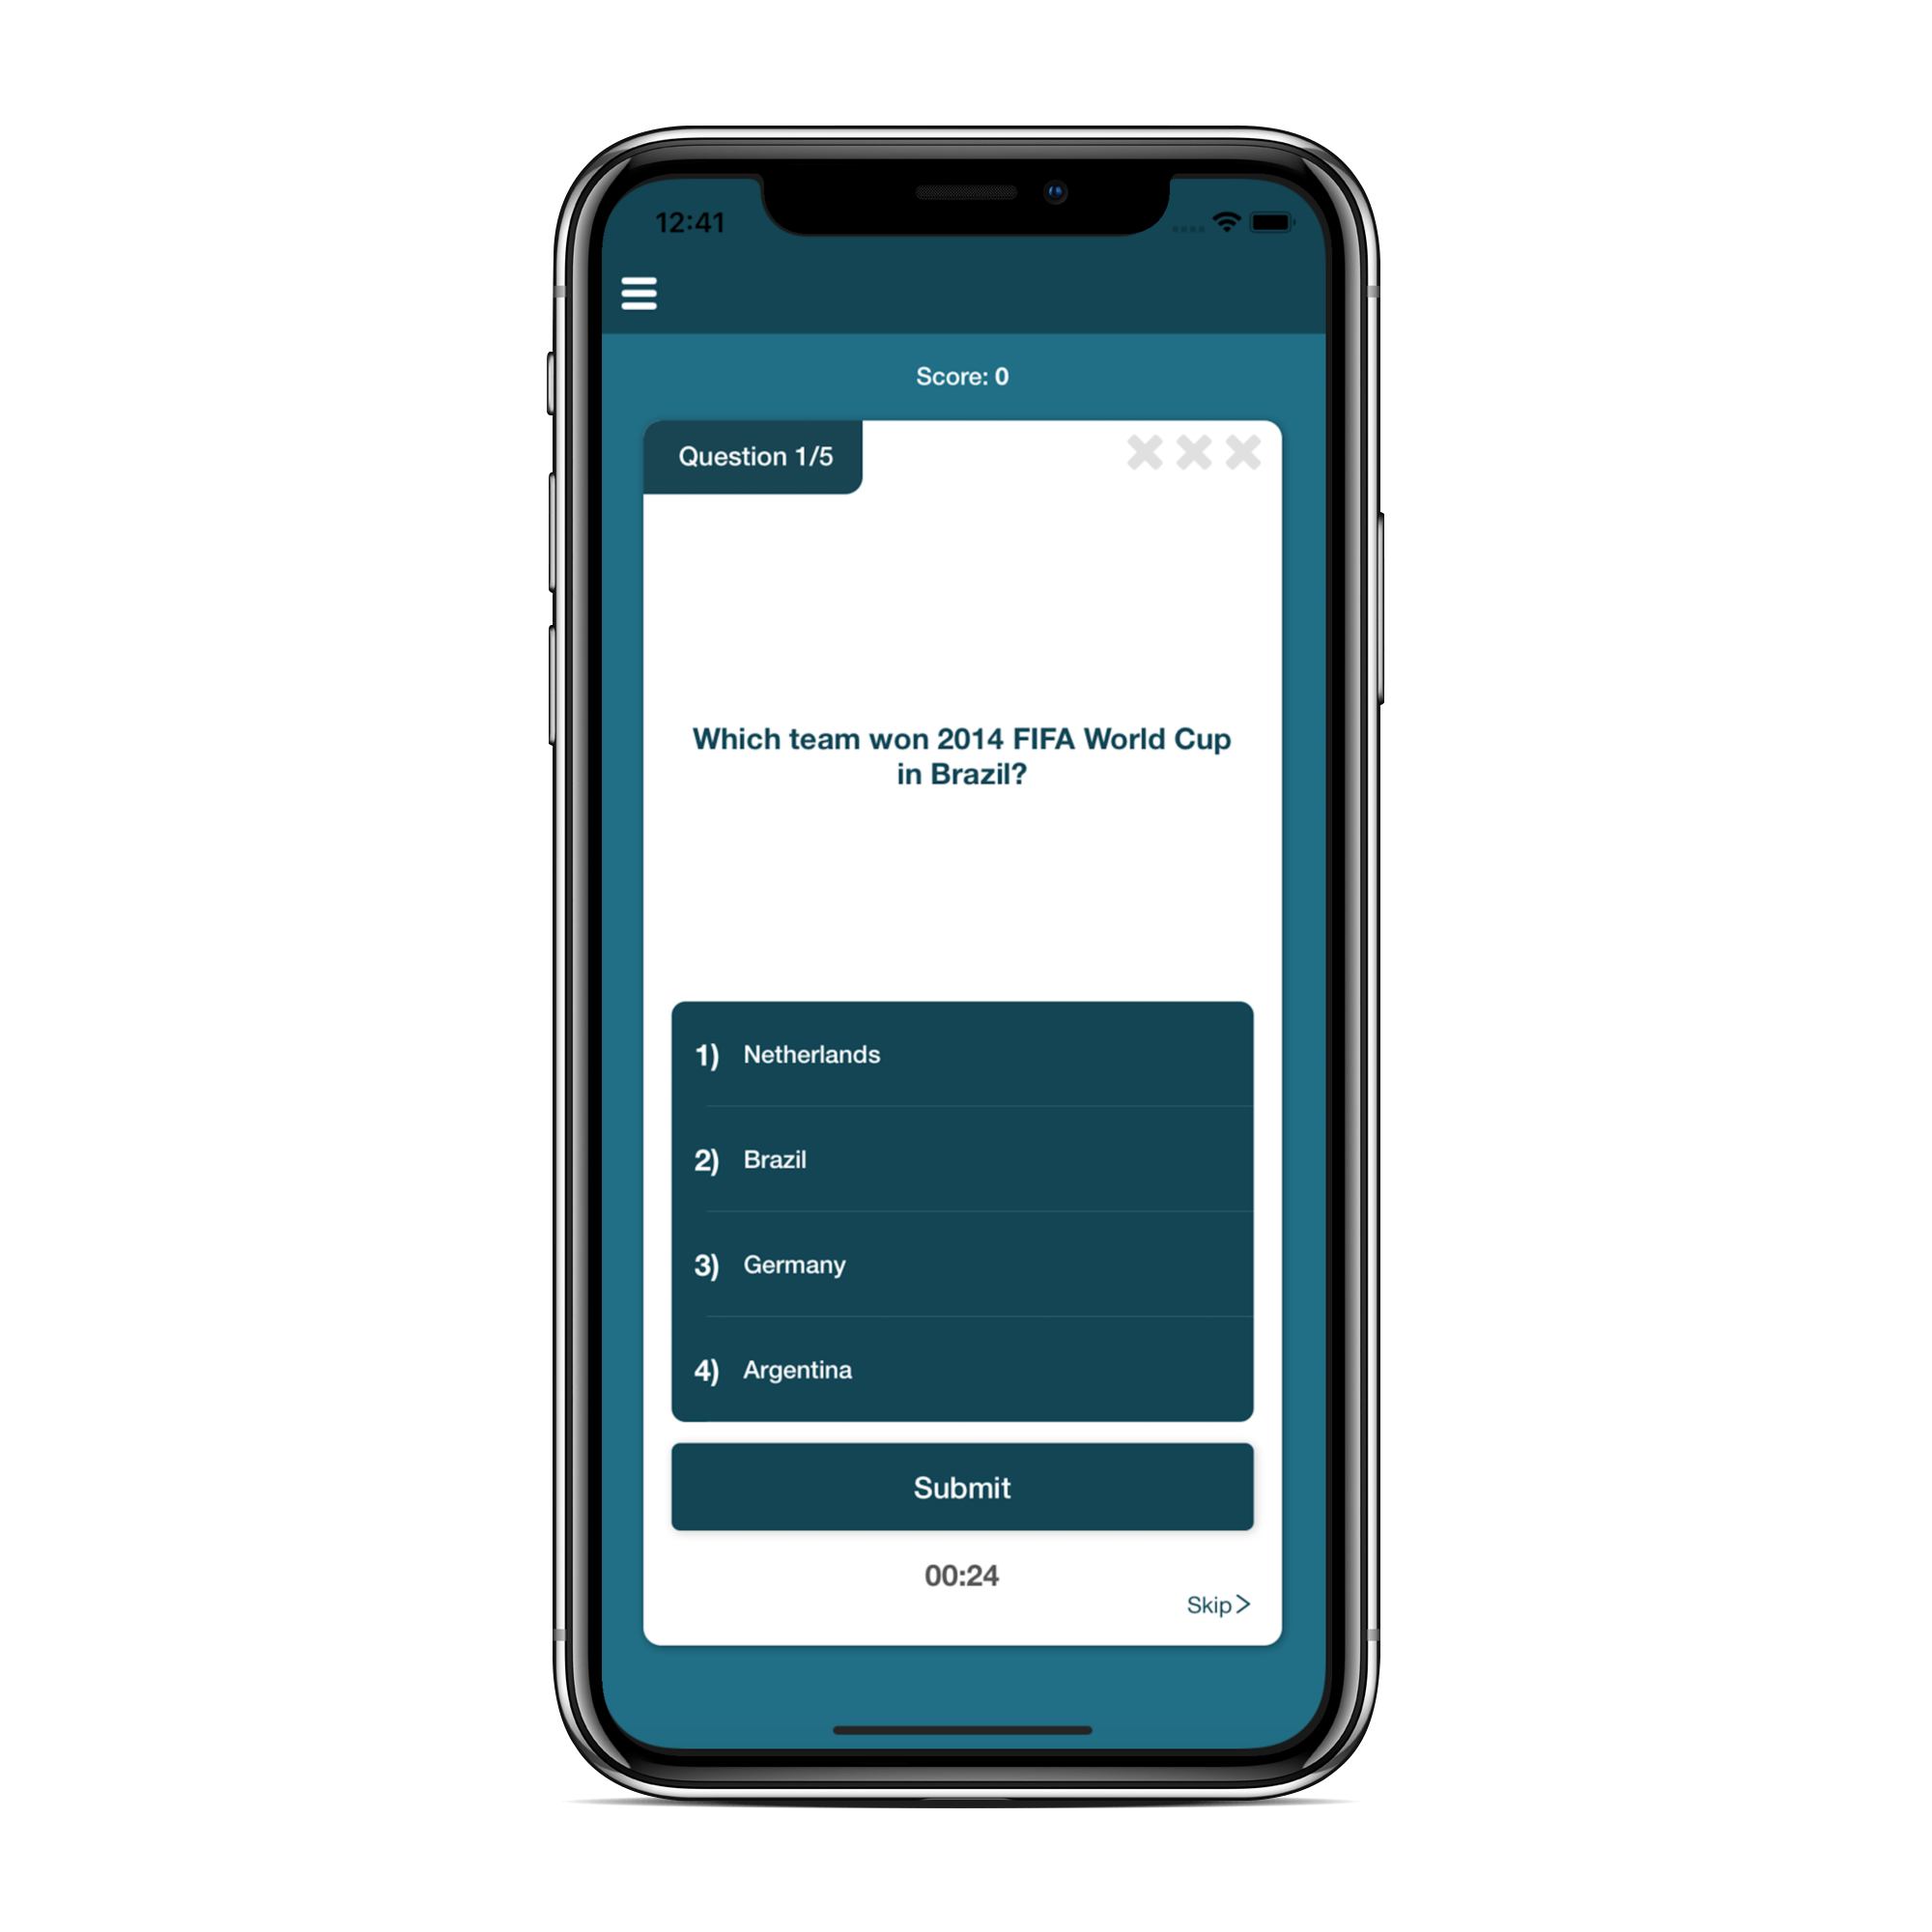 12:41
Score: 0
Question 1/5
Which team won 2014 FIFA World Cup
in Brazil?
1) Netherlands
2) Brazil
3) Germany
4) Argentina
Submit
00:24
Skip